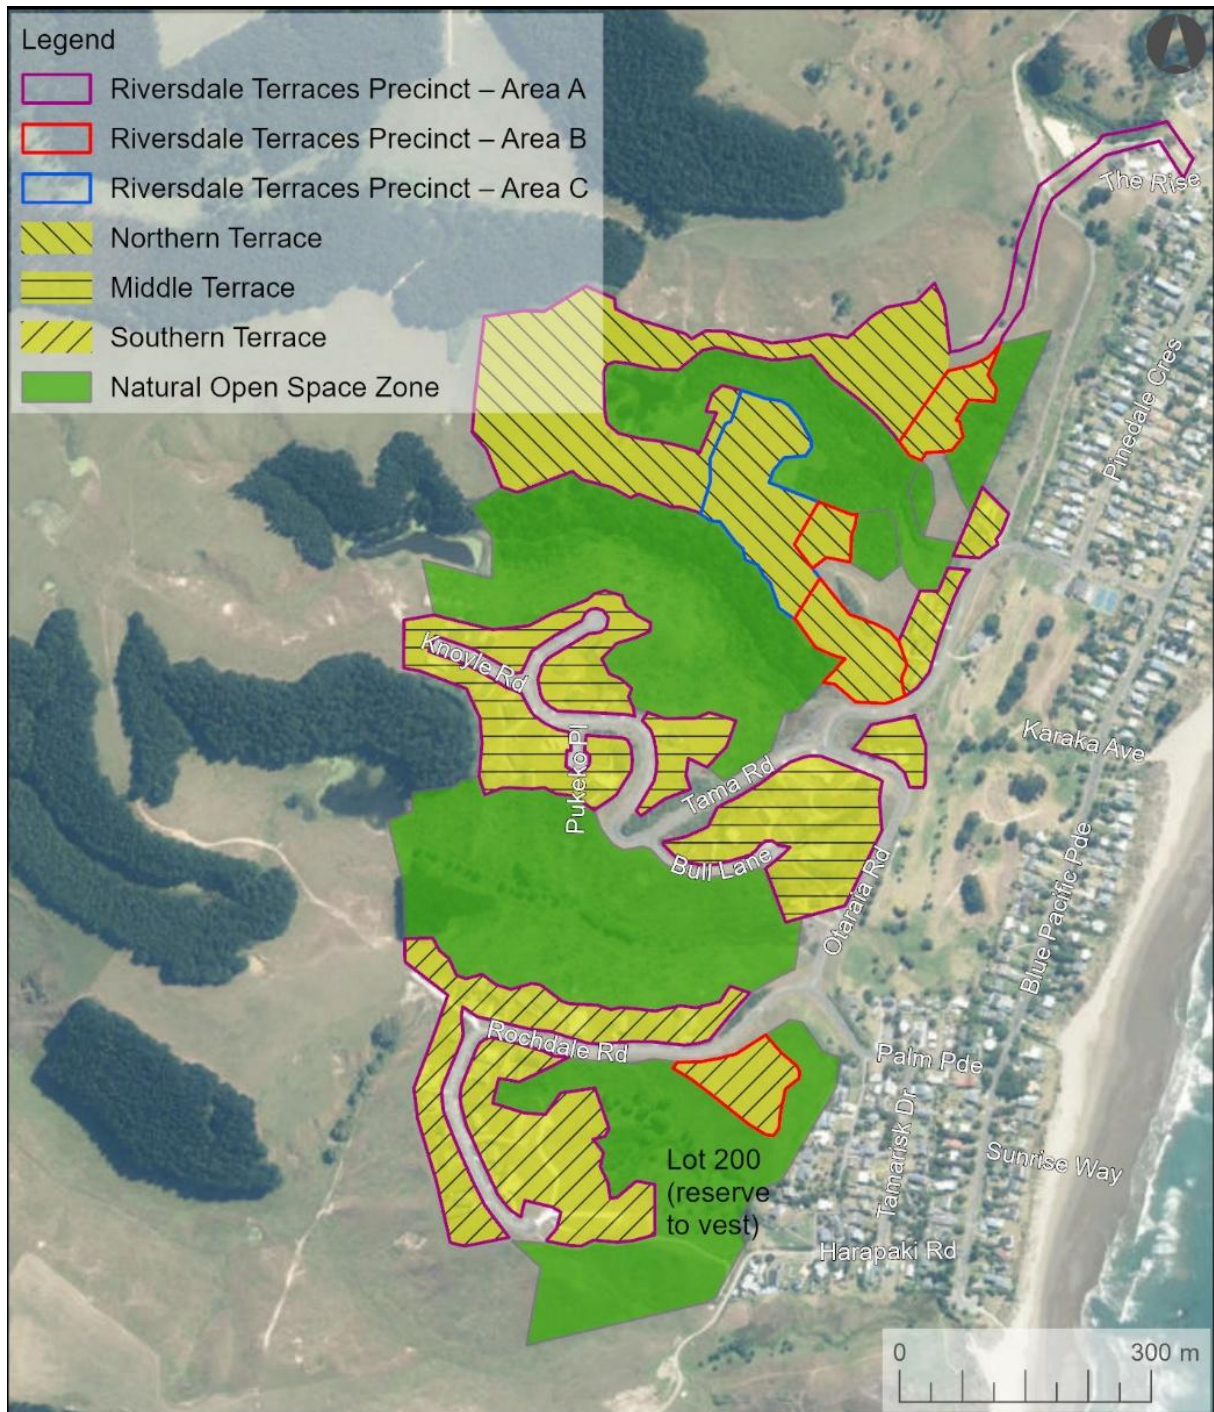 Legend
Riversdale Terraces Precinct – Area A
Riversdale Terraces Precinct – Area B
Riversdale Terraces Precinct – Area C
Northern Terrace
Middle Terrace
Southern Terrace
Natural Open Space Zone
The Rise
Pinedale Cres
Knoyle Rd
Pukeko Pl
Tama Rd
Karaka Ave
Bull Lane
Otaraia Rd
Blue Pacific Pde
Rochdale Rd
Palm Pde
Tamarisk Dr
Sunrise Way
Lot 200
(reserve
to vest)
Harapaki Rd
0 300 m